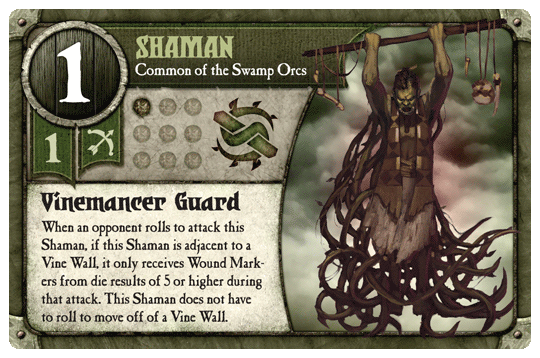 1
SHAMAN
Common of the Swamp Orcs
1
Vinemancer Guard
When an opponent rolls to attack this
Shaman, if this Shaman is adjacent to a
Vine Wall, it only receives Wound Mark-
ers from die results of 5 or higher during
that attack. This Shaman does not have
to roll to move off of a Vine Wall.